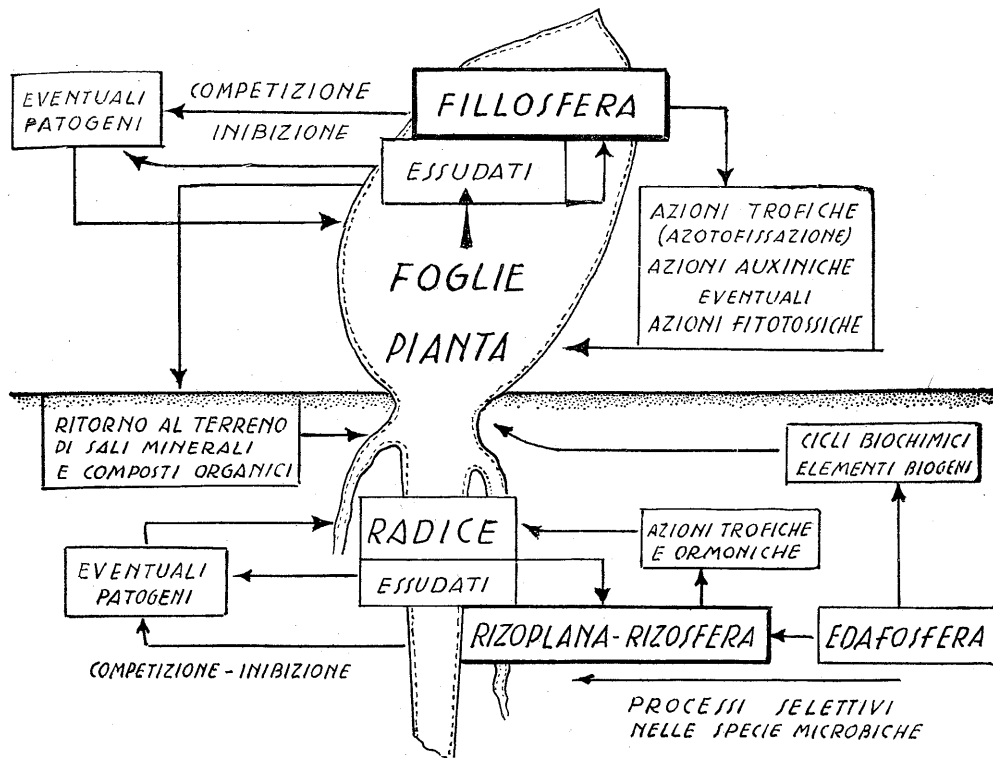 EVENTUALI
PATOGENI
COMPETIZIONE
INIBIZIONE
FILLOSFERA
ESSUDATI
AZIONI TROFICHE
(AZOTOFISSAZIONE)
AZIONI AUXINICHE
EVENTUALI
AZIONI FITOTOSSICHE
FOGLIE
PIANTA
RITORNO AL TERRENO
DI SALI MINERALI
E COMPOSTI ORGANICI
CICLI BIOCHIMICI
ELEMENTI BIOGENI
RADICE
ESSUDATI
AZIONI TROFICHE
E ORMONICHE
EVENTUALI
PATOGENI
RIZOPLANA-RIZOSFERA
EDAFOSFERA
COMPETIZIONE-INIBIZIONE
PROCESSI SELETTIVI
NELLE SPECIE MICROBICHE